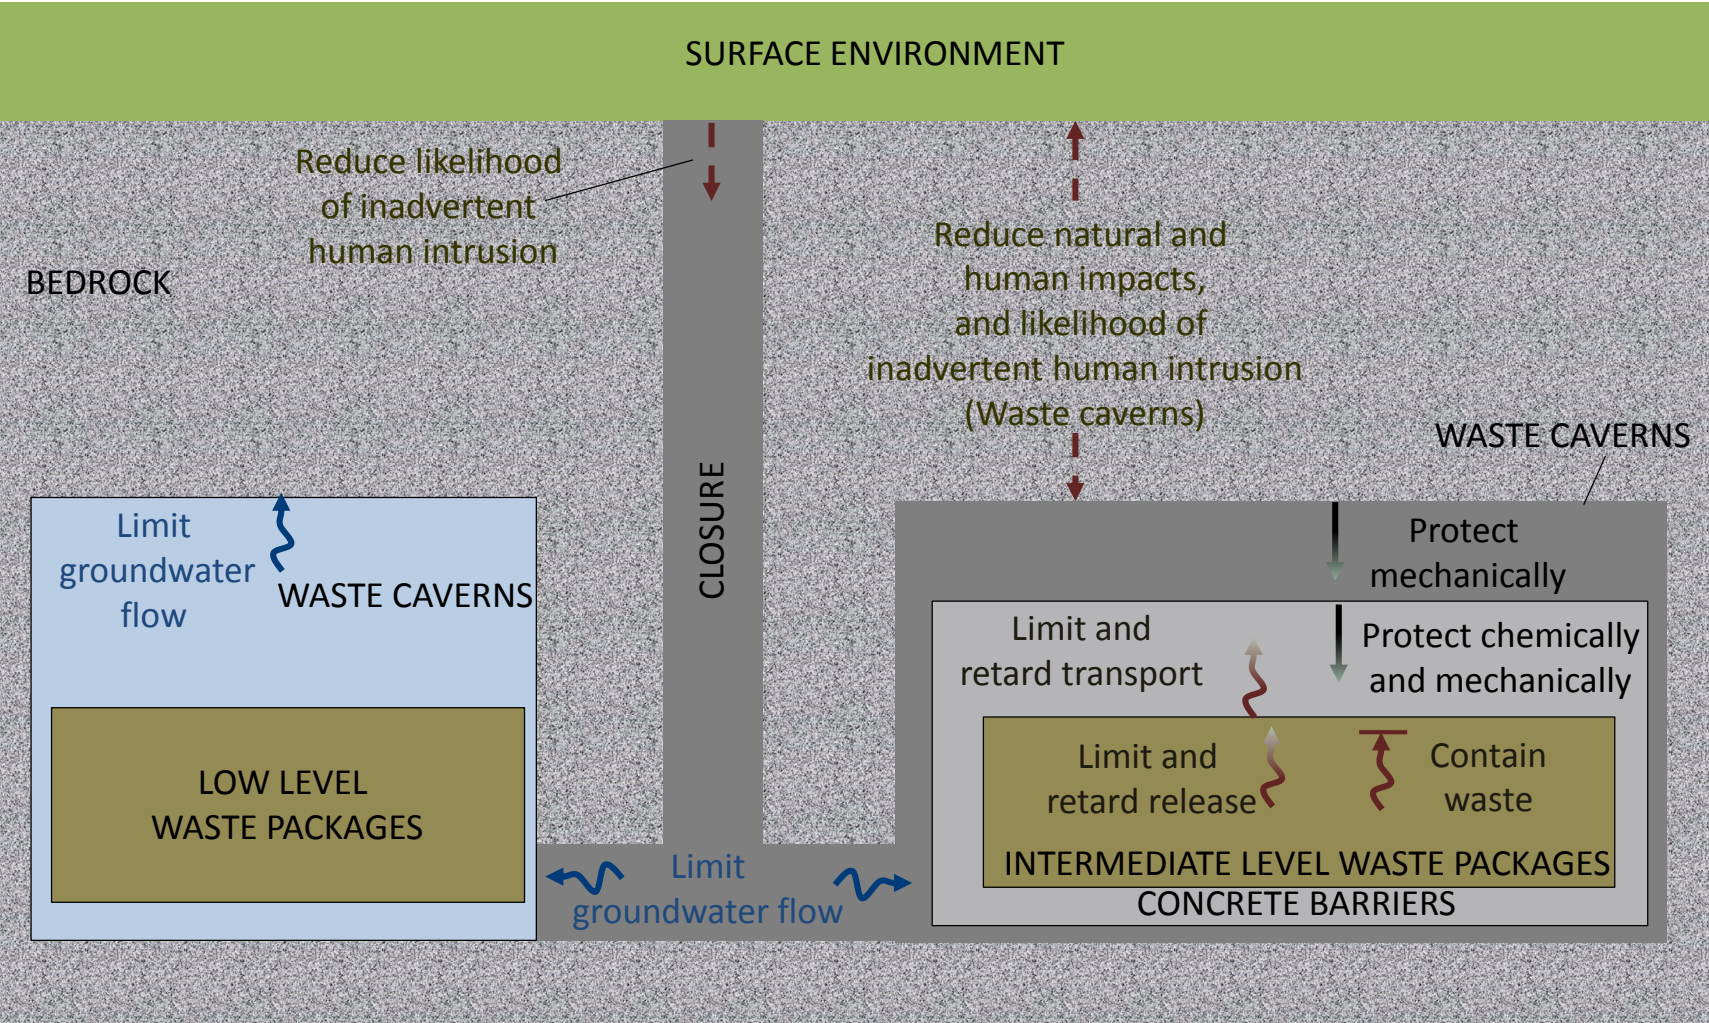 SURFACE ENVIRONMENT
Reduce likelihood
of inadvertent
human intrusion
BEDROCK
Reduce natural and
human impacts,
and likelihood of
inadvertent human intrusion
(Waste caverns)
WASTE CAVERNS
CLOSURE
Limit
groundwater
flow
WASTE CAVERNS
LOW LEVEL
WASTE PACKAGES
Limit
groundwater flow
Protect
mechanically
Limit and
retard transport
Protect chemically
and mechanically
Limit and
retard release
Contain
waste
INTERMEDIATE LEVEL WASTE PACKAGES
CONCRETE BARRIERS